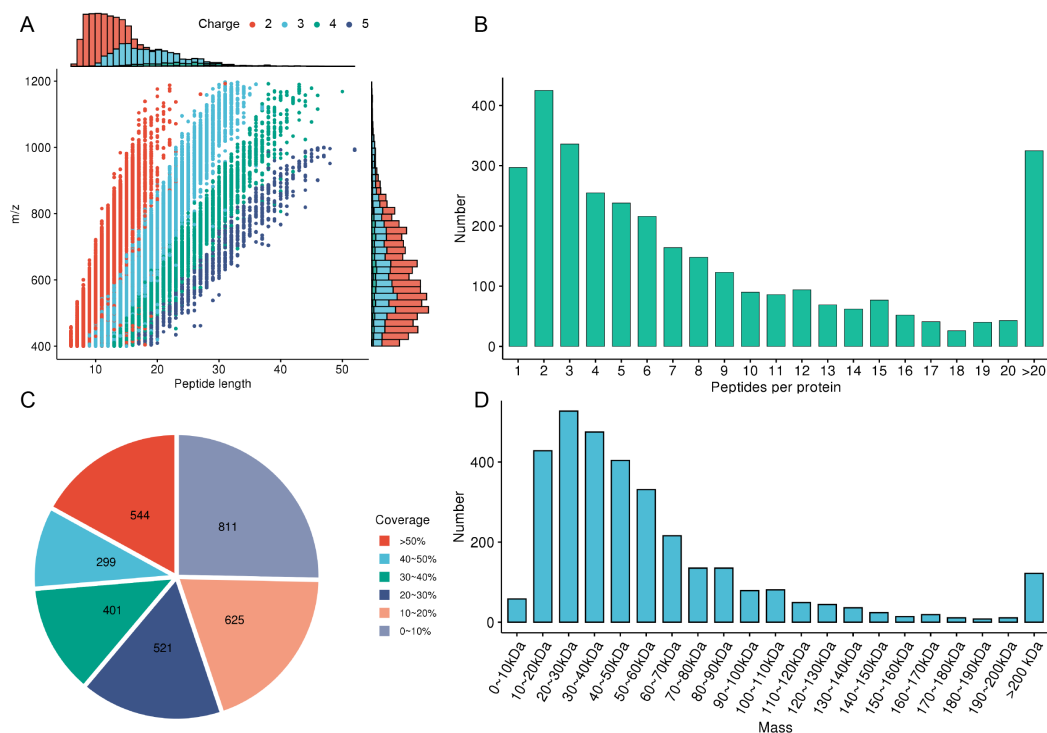 A
Charge 2 3 4 5
1200
1000
800
600
400
m/z
10 20 30 40 50
Peptide length
B
400
300
200
100
0
Number
1 2 3 4 5 6 7 8 9 10 11 12 13 14 15 16 17 18 19 20 >20
Peptides per protein
C
544
811
299
401
625
521
Coverage
>50%
40~50%
30~40%
20~30%
10~20%
0~10%
D
400
200
0
Number
0~10kDa
10~20kDa
20~30kDa
30~40kDa
40~50kDa
50~60kDa
60~70kDa
70~80kDa
80~90kDa
90~100kDa
100~110kDa
110~120kDa
120~130kDa
130~140kDa
140~150kDa
150~160kDa
160~170kDa
170~180kDa
180~190kDa
190~200kDa
>200 kDa
Mass